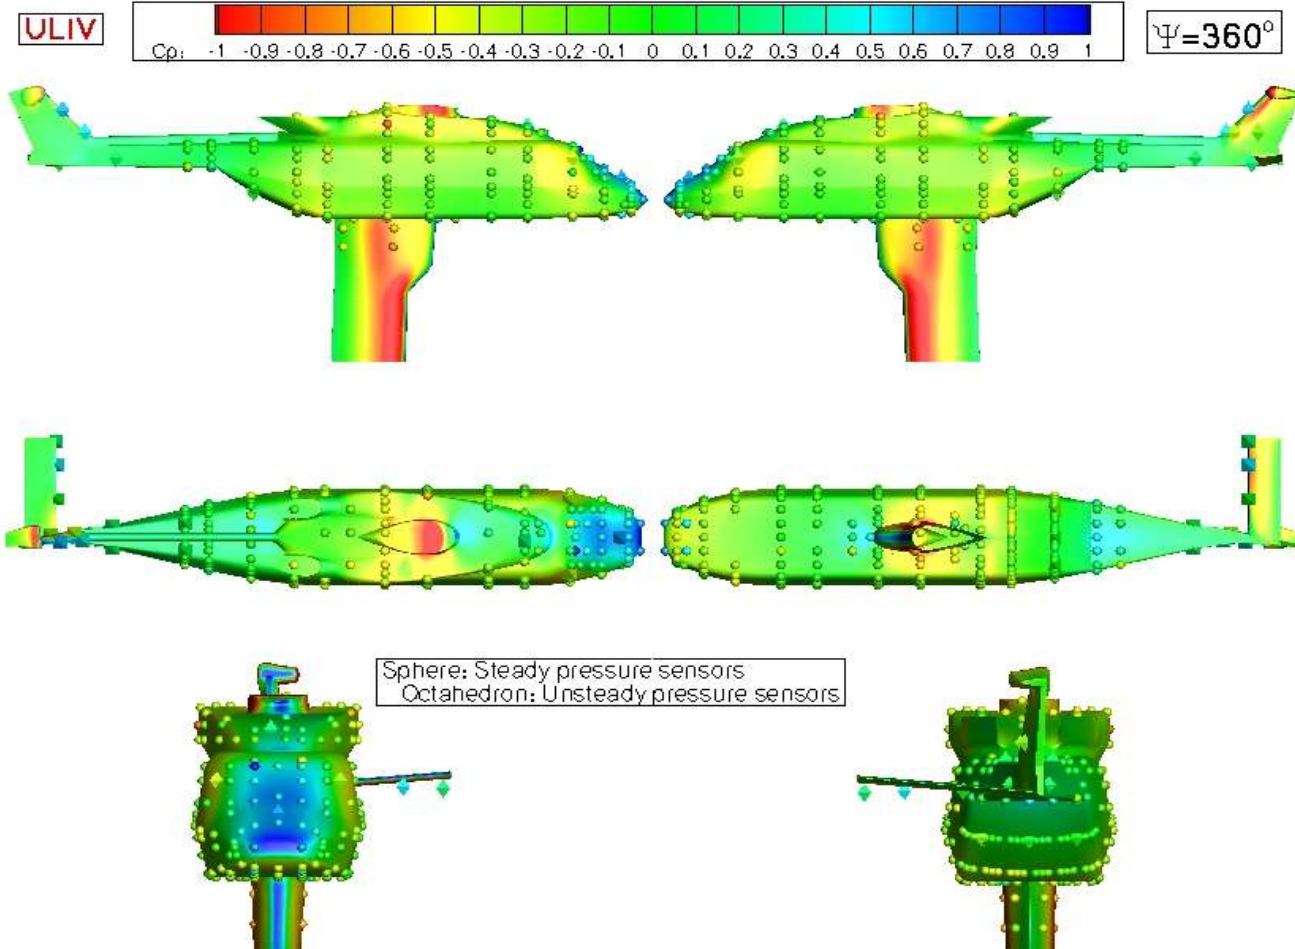 ULIV
Cp: -1 -0.9 -0.8 -0.7 -0.6 -0.5 -0.4 -0.3 -0.2 -0.1 0 0.1 0.2 0.3 0.4 0.5 0.6 0.7 0.8 0.9 1
Ψ=360°
Sphere: Steady pressure sensors
Octahedron: Unsteady pressure sensors